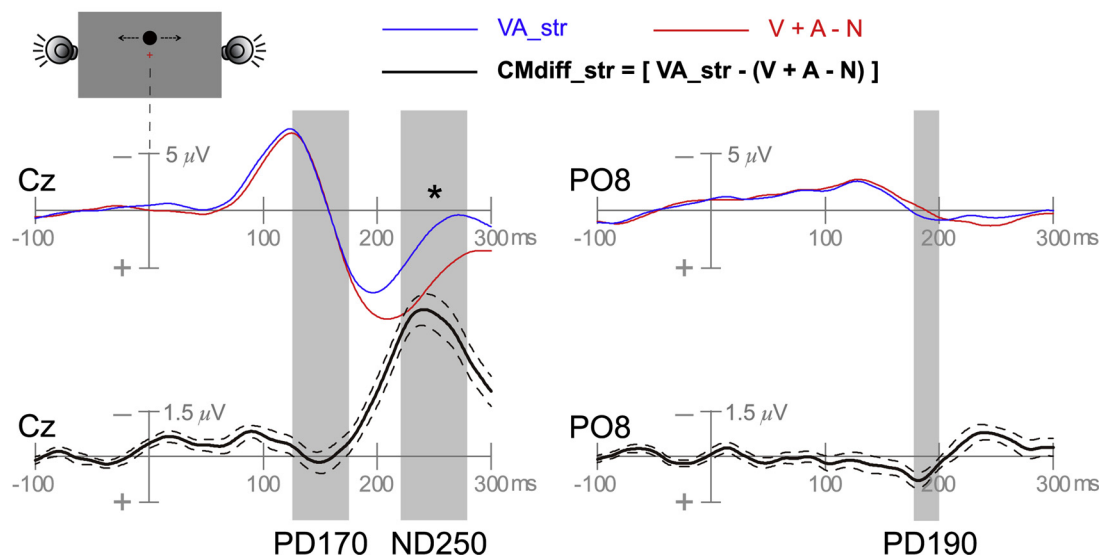 VA_str
V + A - N
CMdiff_str = [ VA_str - (V + A - N) ]
− 5 μV
Cz
*
-100 100 200 300 ms
+
− 5 μV
PO8
-100 100 200 300 ms
+
− 1.5 μV
Cz
-100 100 200 300 ms
+
− 1.5 μV
PO8
-100 100 200 300 ms
+
PD170 ND250
PD190